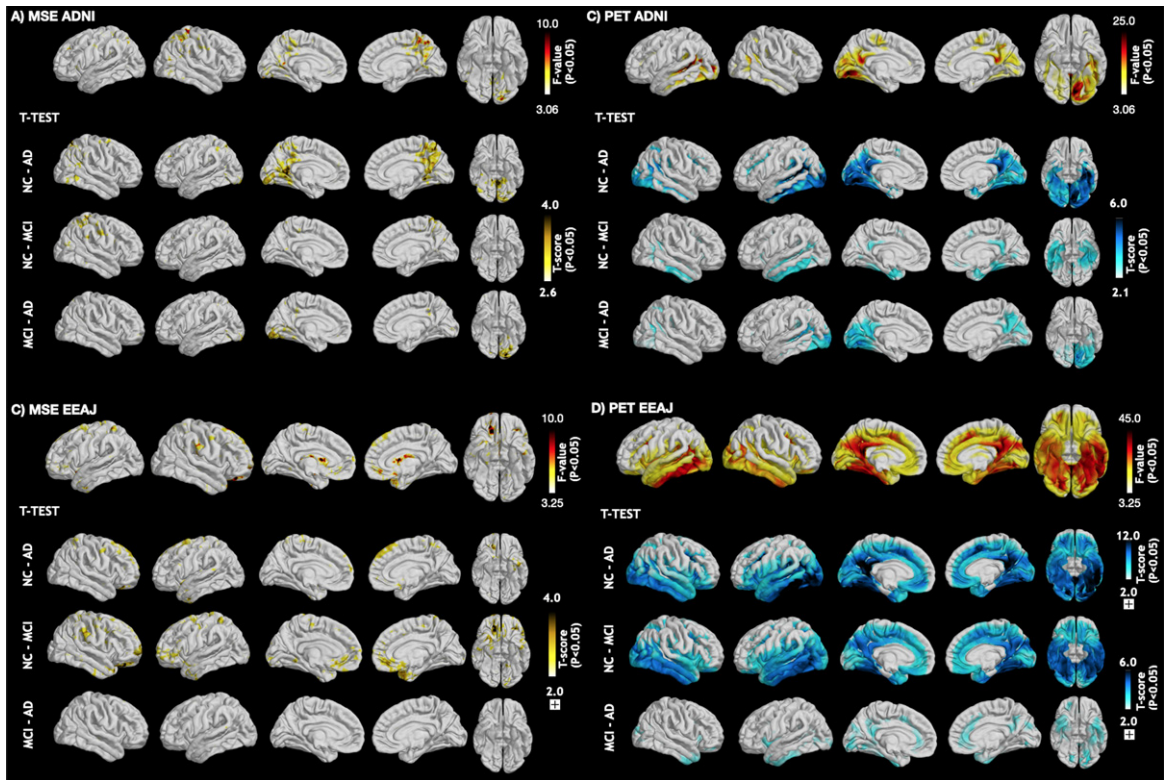 A) MSE ADNI
10.0
F-value
(P<0.05)
3.06
T-TEST
NC - AD
NC - MCI
MCI - AD
4.0
T-score
(P<0.05)
2.6
C) PET ADNI
25.0
F-value
(P<0.05)
3.06
T-TEST
NC - AD
NC - MCI
MCI - AD
6.0
T-score
(P<0.05)
2.1
C) MSE EEAJ
10.0
F-value
(P<0.05)
3.25
T-TEST
NC - AD
NC - MCI
MCI - AD
4.0
T-score
(P<0.05)
2.0
D) PET EEAJ
45.0
F-value
(P<0.05)
3.25
T-TEST
NC - AD
NC - MCI
MCI - AD
12.0
T-score
(P<0.05)
2.0
6.0
T-score
(P<0.05)
2.0